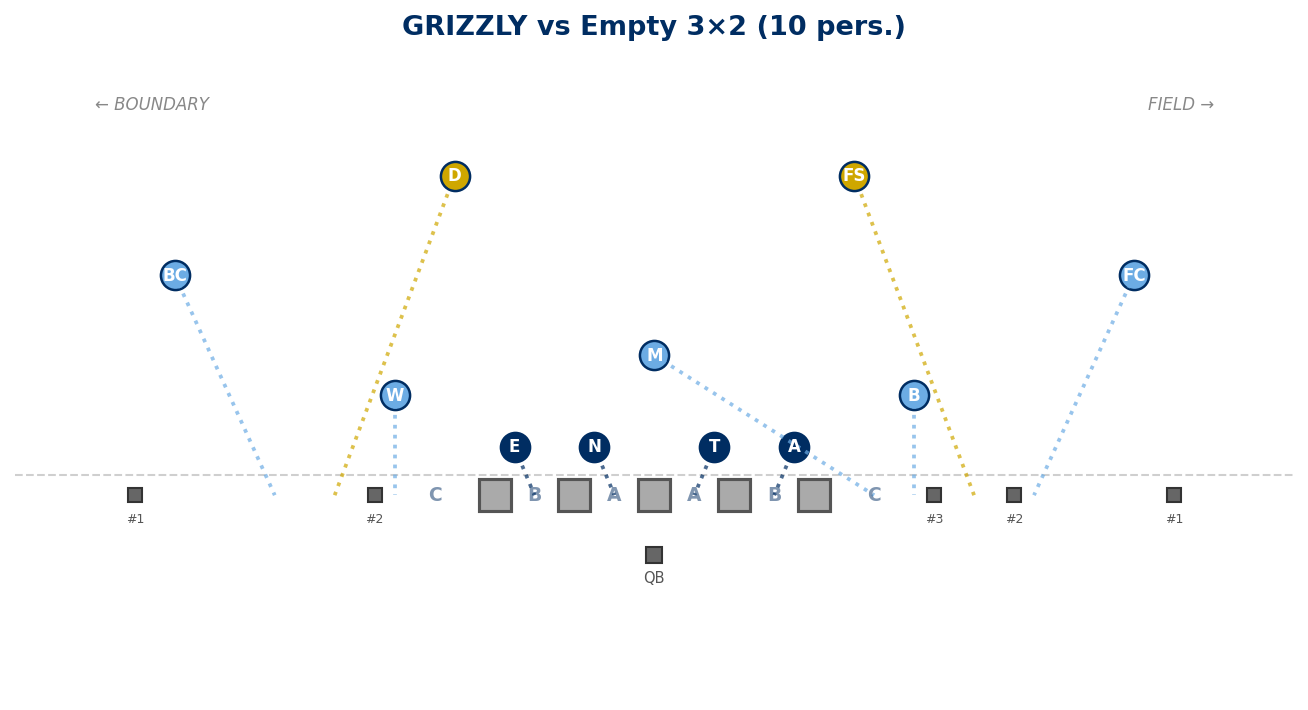 GRIZZLY vs Empty 3×2 (10 pers.)
← BOUNDARY
FIELD →
D
FS
BC
FC
M
W
B
E
N
T
A
C
B
A
A
B
C
#1
#2
#3
#2
#1
QB